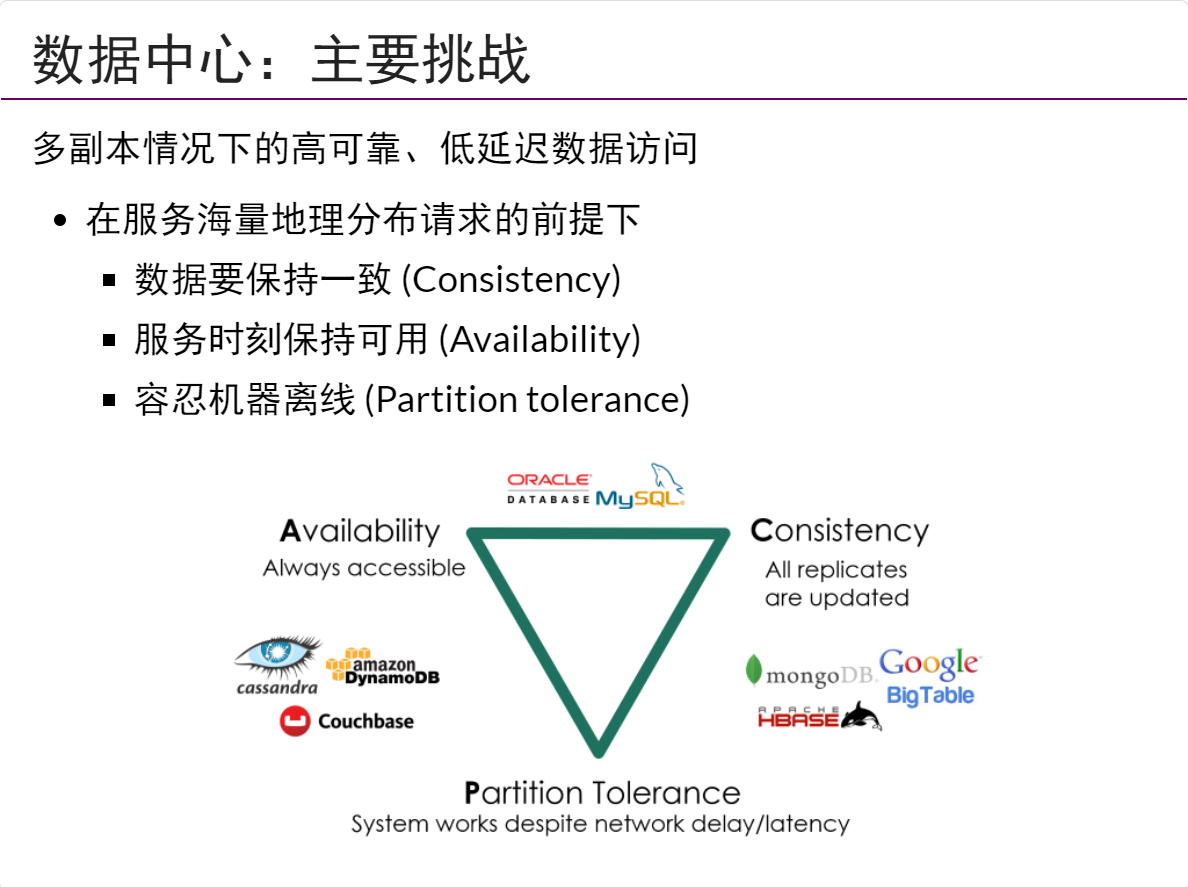 数据中心：主要挑战
多副本情况下的高可靠、低延迟数据访问
在服务海量地理分布请求的前提下
数据要保持一致 (Consistency)
服务时刻保持可用 (Availability)
容忍机器离线 (Partition tolerance)
ORACLE
DATABASE
MySQL
Availability
Always accessible
Consistency
All replicates
are updated
cassandra
amazon
DynamoDB
Couchbase
mongoDB
Google
BigTable
APACHE
HBASE
Partition Tolerance
System works despite network delay/latency